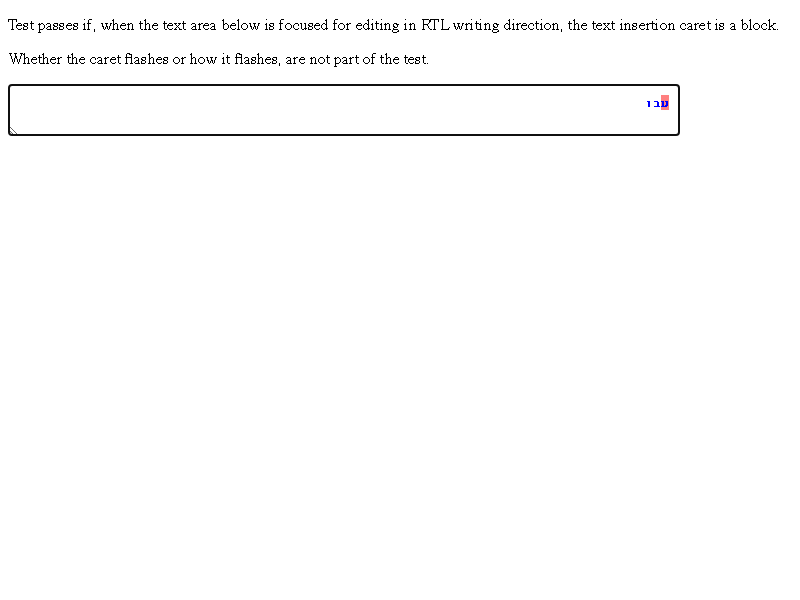 Test passes if, when the text area below is focused for editing in RTL writing direction, the text insertion caret is a block.
Whether the caret flashes or how it flashes, are not part of the test.
עבו